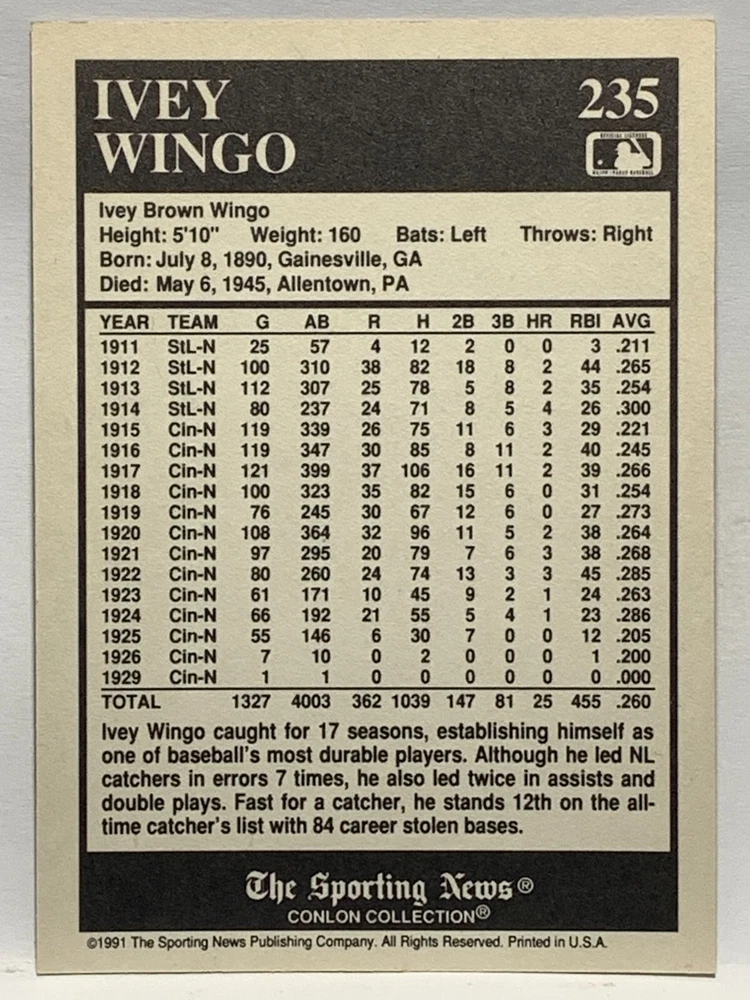 IVEY
WINGO
235
OFFICIAL LICENSEE
MAJOR LEAGUE BASEBALL
Ivey Brown Wingo
Height: 5'10" Weight: 160 Bats: Left Throws: Right
Born: July 8, 1890, Gainesville, GA
Died: May 6, 1945, Allentown, PA
YEAR TEAM G AB R H 2B 3B HR RBI AVG
1911 StL-N 25 57 4 12 2 0 0 3 .211
1912 StL-N 100 310 38 82 18 8 2 44 .265
1913 StL-N 112 307 25 78 5 8 2 35 .254
1914 StL-N 80 237 24 71 8 5 4 26 .300
1915 Cin-N 119 339 26 75 11 6 3 29 .221
1916 Cin-N 119 347 30 85 8 11 2 40 .245
1917 Cin-N 121 399 37 106 16 11 2 39 .266
1918 Cin-N 100 323 35 82 15 6 0 31 .254
1919 Cin-N 76 245 30 67 12 6 0 27 .273
1920 Cin-N 108 364 32 96 11 5 2 38 .264
1921 Cin-N 97 295 20 79 7 6 3 38 .268
1922 Cin-N 80 260 24 74 13 3 3 45 .285
1923 Cin-N 61 171 10 45 9 2 1 24 .263
1924 Cin-N 66 192 21 55 5 4 1 23 .286
1925 Cin-N 55 146 6 30 7 0 0 12 .205
1926 Cin-N 7 10 0 2 0 0 0 1 .200
1929 Cin-N 1 1 0 0 0 0 0 0 .000
TOTAL 1327 4003 362 1039 147 81 25 455 .260
Ivey Wingo caught for 17 seasons, establishing himself as
one of baseball's most durable players. Although he led NL
catchers in errors 7 times, he also led twice in assists and
double plays. Fast for a catcher, he stands 12th on the all-
time catcher's list with 84 career stolen bases.
The Sporting News®
CONLON COLLECTION®
©1991 The Sporting News Publishing Company. All Rights Reserved. Printed in U.S.A.